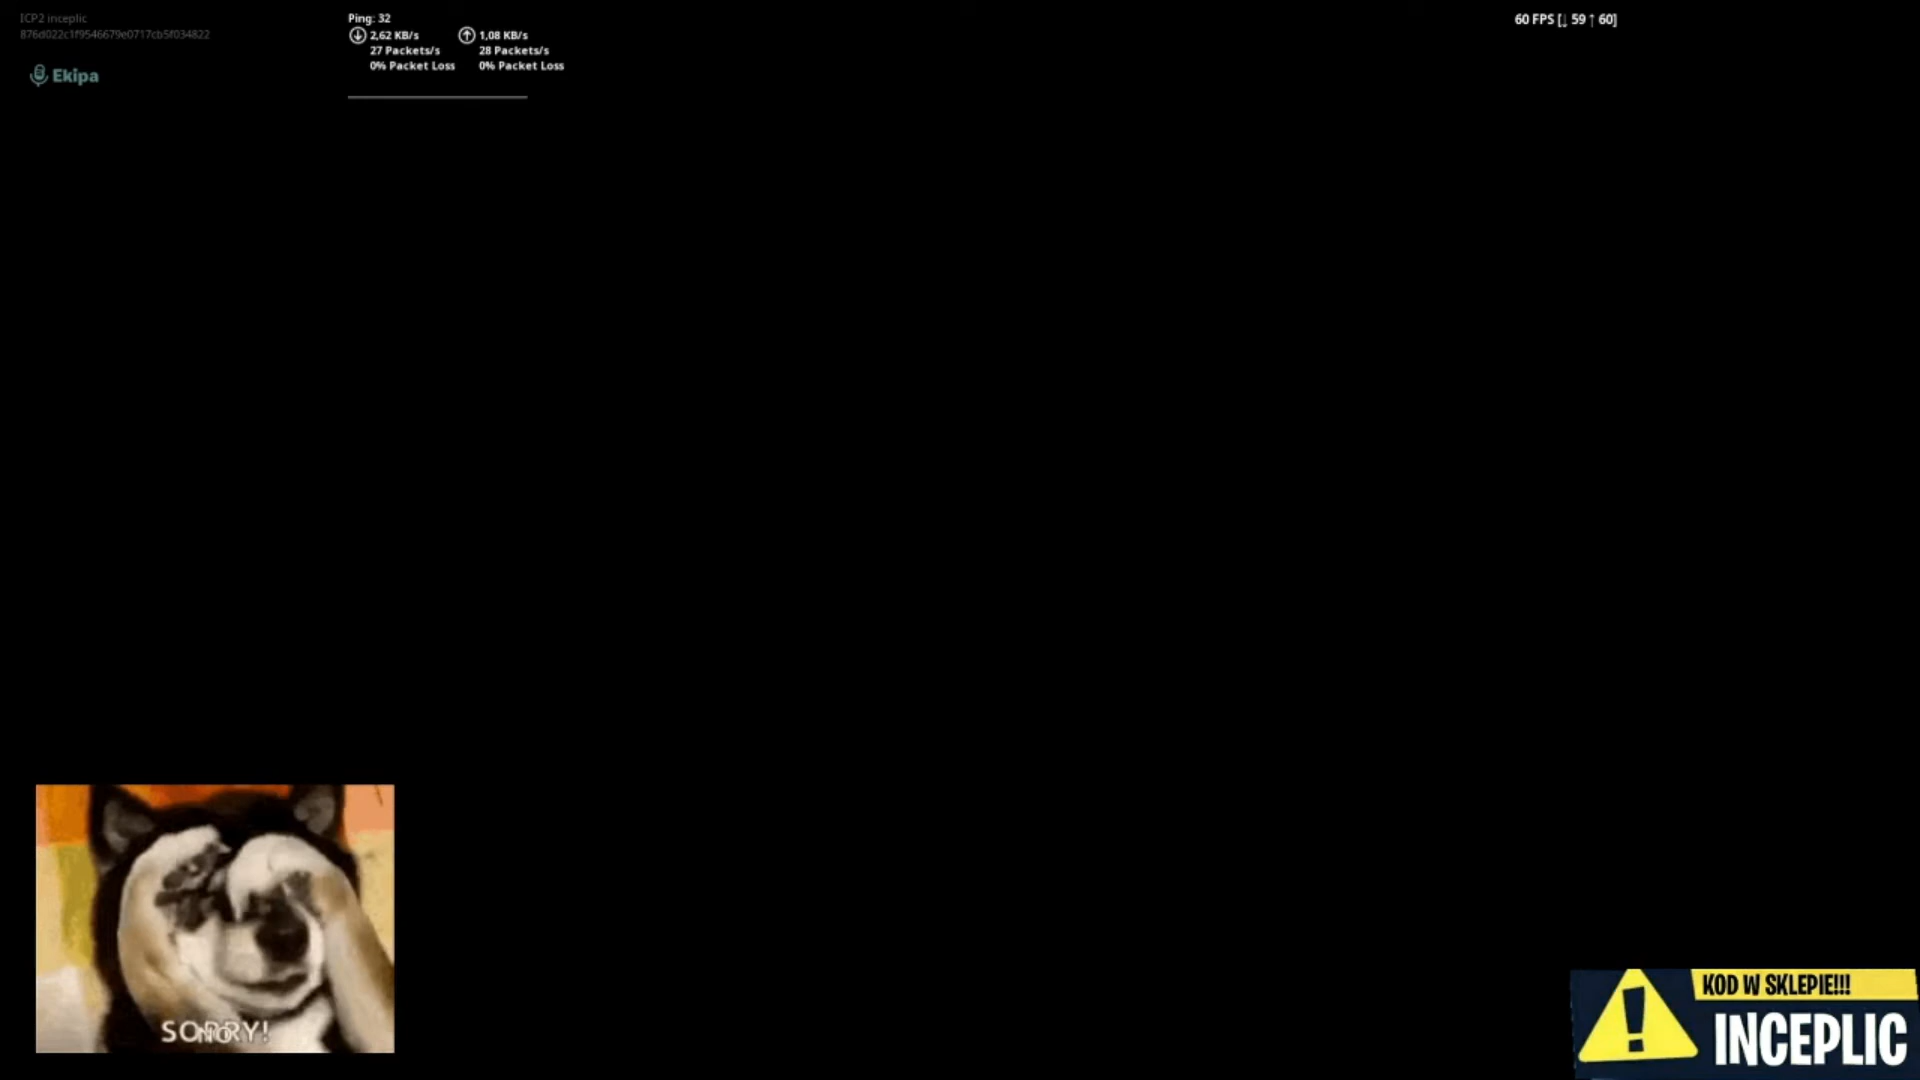 ICP2 inceplic
876d022c1f9546679e0717cb5f034822
Ekipa
Ping: 32
2,62 KB/s
27 Packets/s
0% Packet Loss
1,08 KB/s
28 Packets/s
0% Packet Loss
60 FPS [↓ 59 ↑ 60]
SORRY!
KOD W SKLEPIE!!!
INCEPLIC